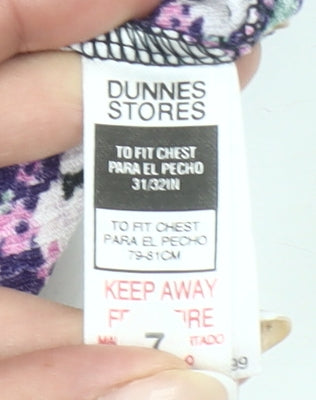 DUNNES
STORES
TO FIT CHEST
PARA EL PECHO
31/32IN
TO FIT CHEST
PARA EL PECHO
79-81CM
KEEP AWAY
7
99